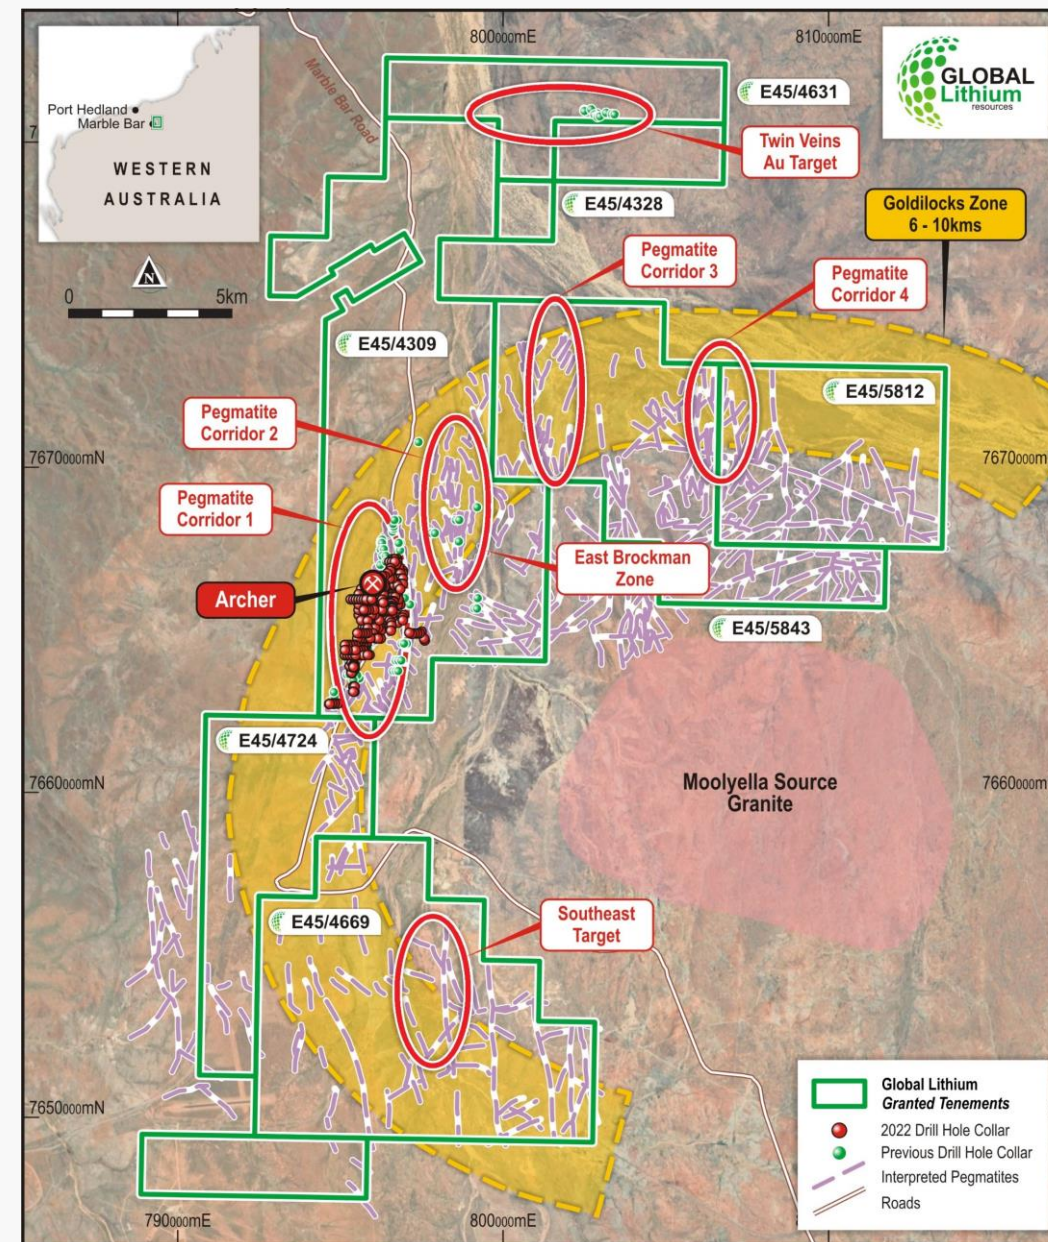 800000mE
810000mE
Port Hedland
Marble Bar
WESTERN
AUSTRALIA
N
0
5km
Marble Bar Road
GLOBAL
Lithium
resources
E45/4631
Twin Veins
Au Target
E45/4328
Goldilocks Zone
6 - 10kms
Pegmatite
Corridor 3
Pegmatite
Corridor 4
E45/4309
E45/5812
Pegmatite
Corridor 2
7670000mN
7670000m
Pegmatite
Corridor 1
East Brockman
Zone
Archer
E45/5843
E45/4724
Moolyella Source
Granite
7660000mN
7660000m
E45/4669
Southeast
Target
7650000mN
Global Lithium
Granted Tenements
2022 Drill Hole Collar
Previous Drill Hole Collar
Interpreted Pegmatites
Roads
790000mE
800000mE